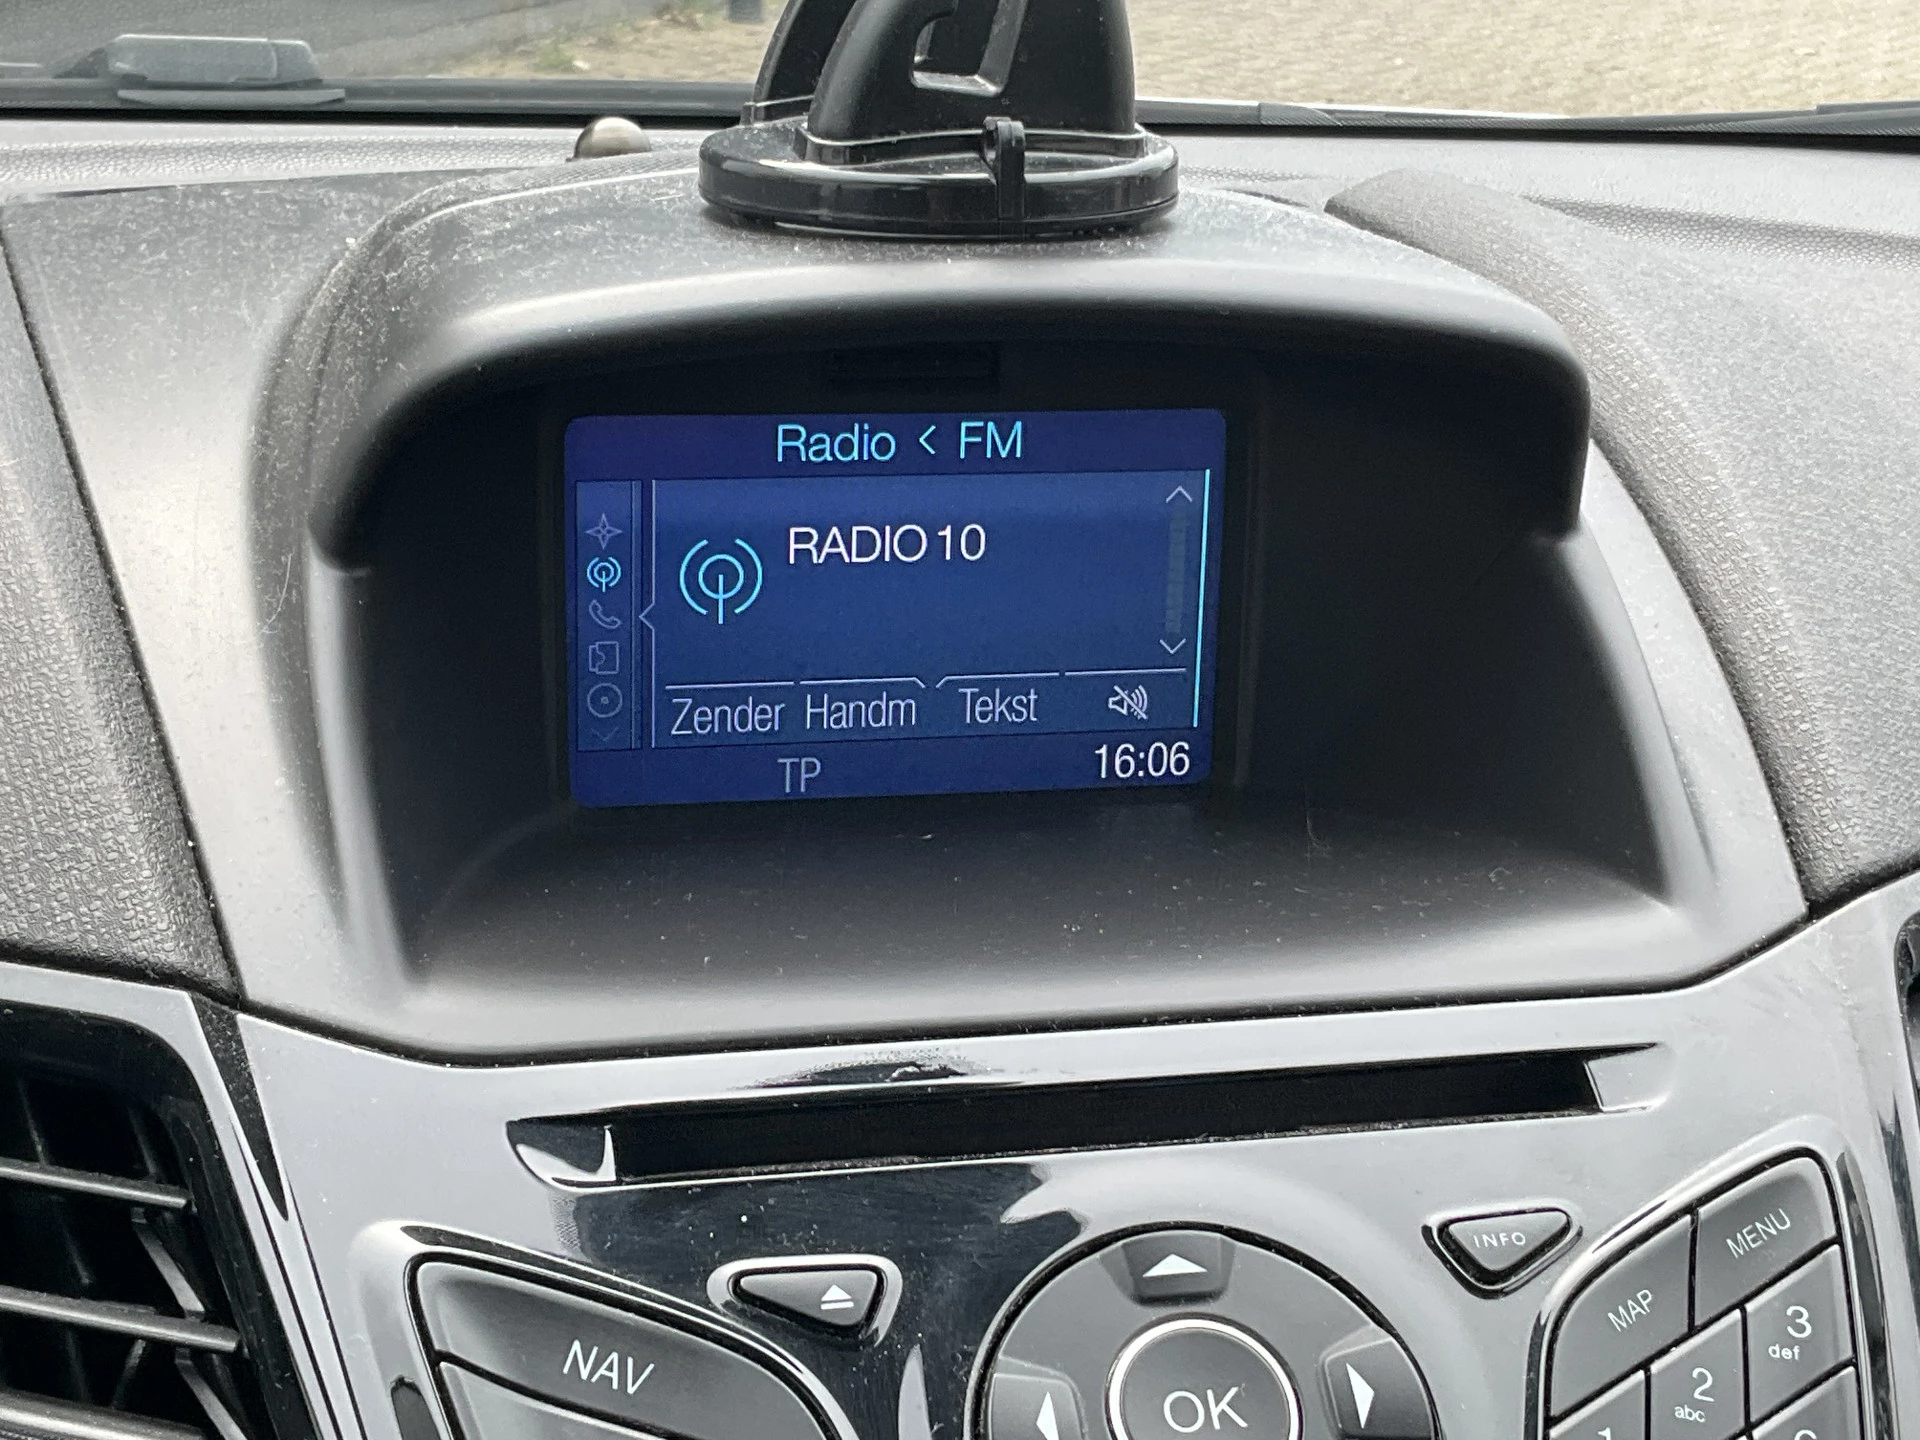 Radio < FM
RADIO 10
Zender Handm Tekst
TP 16:06
INFO
MENU
MAP
3
def
NAV
OK
2
abc